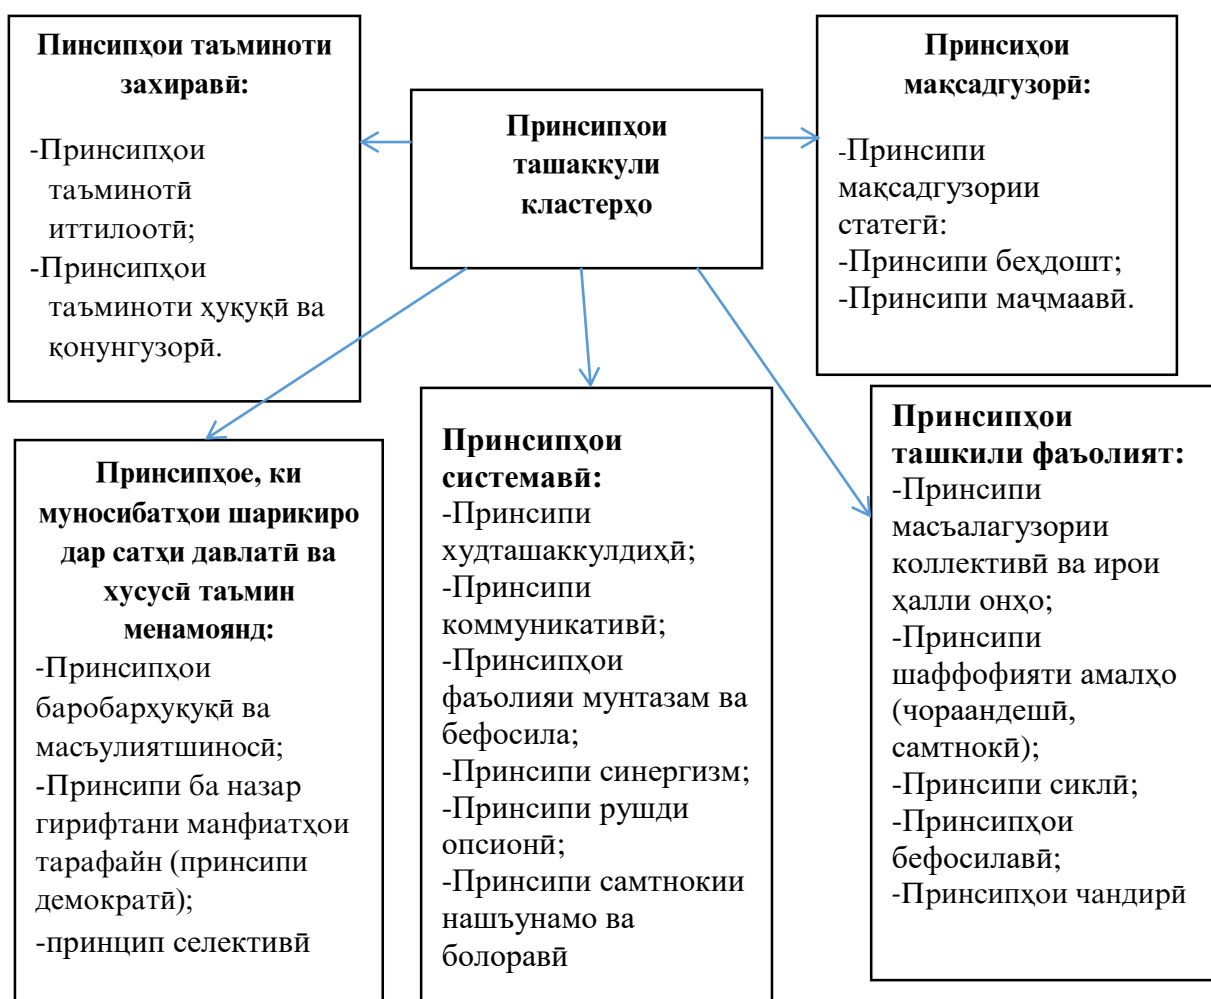 Пинсипҳои таъминоти
захиравӣ:
-Принсипҳои
таъминотӣ
иттилоотӣ;
-Принсипҳои
таъминоти ҳуқуқӣ ва
қонунгузорӣ.
Принсипҳои
ташаккули
кластерҳо
Принсиҳои
мақсадгузорӣ:
-Принсипи
мақсадгузории
статегӣ:
-Принсипи беҳдошт;
-Принсипи маҷмаавӣ.
Принсипҳое, ки
муносибатҳои шарикиро
дар сатҳи давлатӣ ва
хусусӣ таъмин
менамоянд:
-Принсипҳои
баробарҳуқуқӣ ва
масъулиятшиносӣ;
-Принсипи ба назар
гирифтани манфиатҳои
тарафайн (принсипи
демократӣ);
-принцип селективӣ
Принсипҳои
системавӣ:
-Принсипи
худташаккулдиҳӣ;
-Принсипи
коммуникативӣ;
-Принсипҳои
фаъолияи мунтазам ва
бефосила;
-Принсипи синергизм;
-Принсипи рушди
опсионӣ;
-Принсипи самтнокии
нашъунамо ва
болоравӣ
Принсипҳои
ташкили фаъолият:
-Принсипи
масъалагузории
коллективӣ ва ирои
ҳалли онҳо;
-Принсипи
шаффофияти амалҳо
(чораандешӣ,
самтнокӣ);
-Принсипи сиклӣ;
-Принсипҳои
бефосилавӣ;
-Принсипҳои чандирӣ